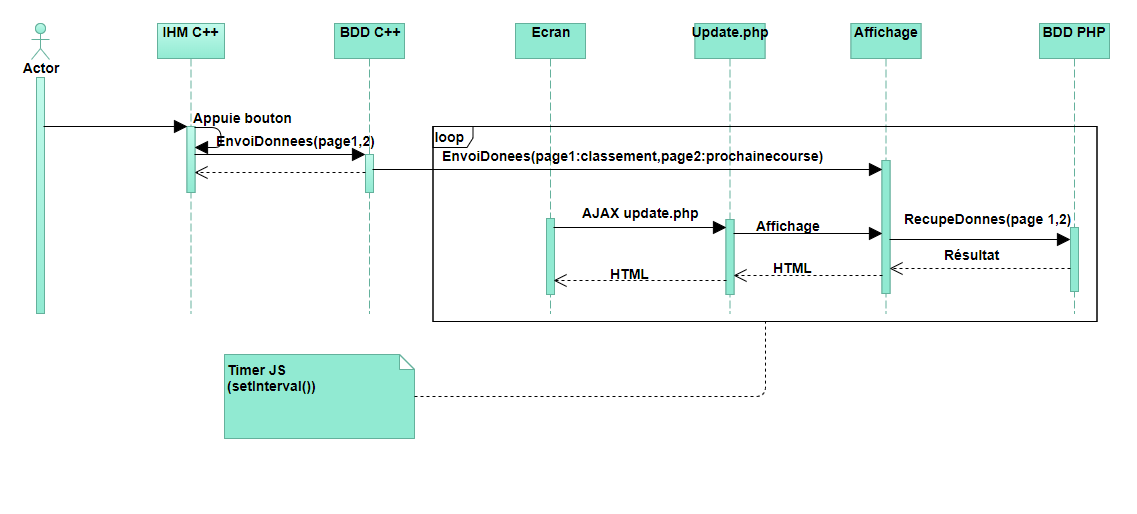 IHM C++
BDD C++
Ecran
Update.php
Affichage
BDD PHP
Actor
Appuie bouton
EnvoiDonnees(page1,2)
loop
EnvoiDonees(page1:classement,page2:prochainecourse)
AJAX update.php
Affichage
RecupeDonnes(page 1,2)
Résultat
HTML
HTML
Timer JS
(setInterval())